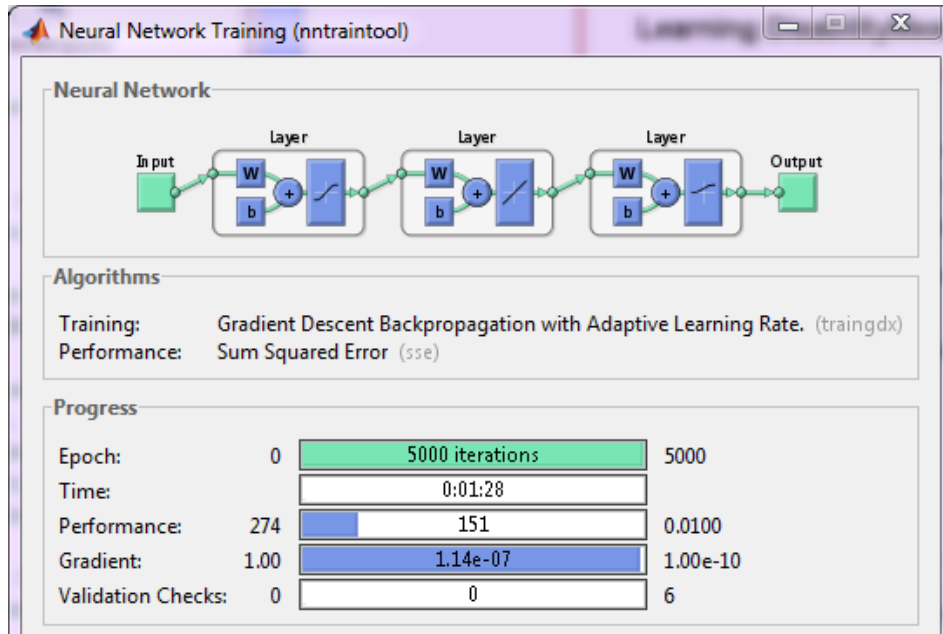 Neural Network Training (nntraintool)
Neural Network
Layer Layer Layer
Input Output
W W W
+ + +
b b b
Algorithms
Training: Gradient Descent Backpropagation with Adaptive Learning Rate. (traingdx)
Performance: Sum Squared Error (sse)
Progress
Epoch: 0 5000 iterations 5000
Time: 0:01:28
Performance: 274 151 0.0100
Gradient: 1.00 1.14e-07 1.00e-10
Validation Checks: 0 0 6